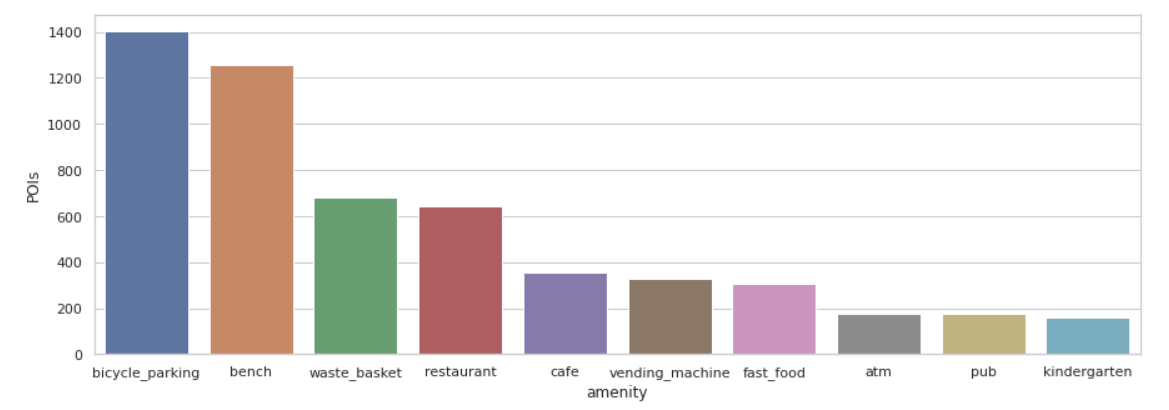 1400
1200
1000
800
600
400
200
0
POIs
bicycle_parking bench waste_basket restaurant cafe vending_machine fast_food atm pub kindergarten
amenity